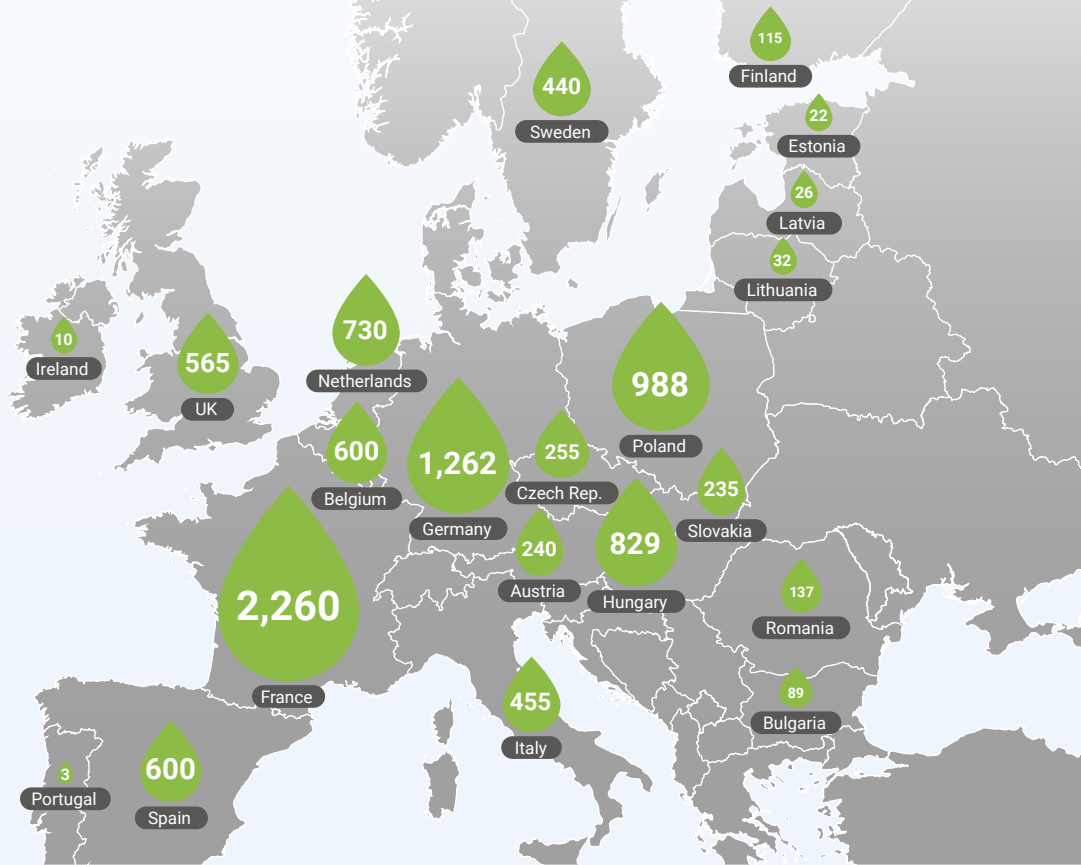 115
Finland
440
Sweden
22
Estonia
26
Latvia
32
Lithuania
10
Ireland
565
UK
730
Netherlands
988
Poland
600
Belgium
1,262
Germany
255
Czech Rep.
235
Slovakia
240
Austria
829
Hungary
2,260
France
137
Romania
455
Italy
89
Bulgaria
3
Portugal
600
Spain